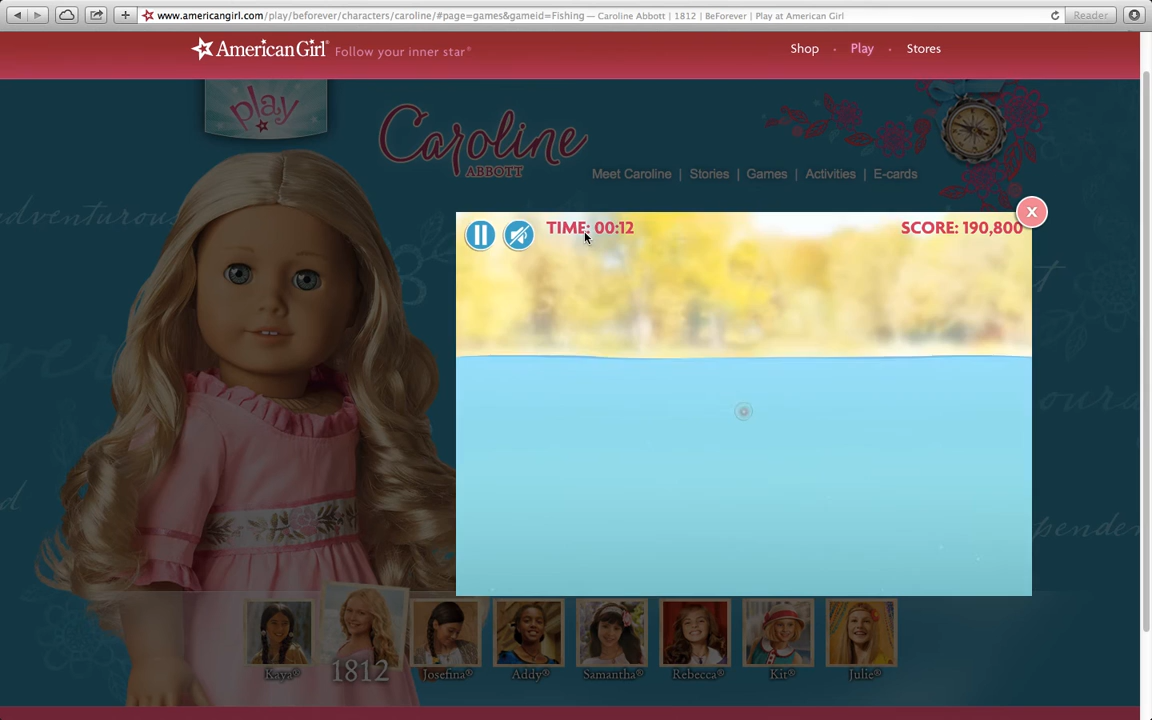 www.americangirl.com/play/beforever/characters/caroline/#page=games&gameid=Fishing — Caroline Abbott | 1812 | BeForever | Play at American Girl
Reader
AmericanGirl® Follow your inner star® Shop · Play · Stores
play
Caroline
ABBOTT
Meet Caroline | Stories | Games | Activities | E-cards
adventurous
x
TIME: 00:12 SCORE: 190,800
Kaya® 1812 Josefina® Addy® Samantha® Rebecca® Kit® Julie®